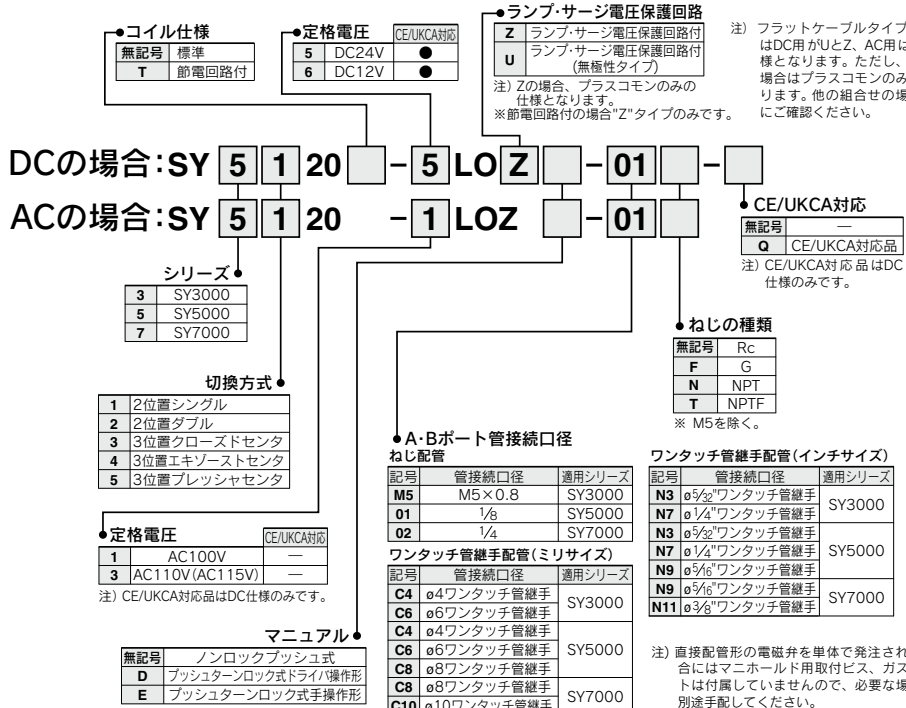 コイル仕様
無記号 標準
T 節電回路付
定格電圧 CE/UKCA対応
5 DC24V ●
6 DC12V ●
ランプ・サージ電圧保護回路
Z ランプ・サージ電圧保護回路付
U ランプ・サージ電圧保護回路付
(無極性タイプ)
注) Zの場合、プラスコモンのみの
仕様となります。
※節電回路付の場合"Z"タイプのみです。
注) フラットケーブルタイプ
はDC用がUとZ、AC用は
様となります。ただし、
場合はプラスコモンのみ
ります。他の組合せの場
にご確認ください。
DCの場合:SY 5 1 20 － 5 LO Z － 01 －
ACの場合:SY 5 1 20 － 1 LOZ － 01
CE/UKCA対応
無記号 —
Q CE/UKCA対応品
注) CE/UKCA対応品はDC
仕様のみです。
シリーズ
3 SY3000
5 SY5000
7 SY7000
ねじの種類
無記号 Rc
F G
N NPT
T NPTF
※ M5を除く。
切換方式
1 2位置シングル
2 2位置ダブル
3 3位置クローズドセンタ
4 3位置エキゾーストセンタ
5 3位置プレッシャセンタ
定格電圧 CE/UKCA対応
1 AC100V —
3 AC110V(AC115V) —
注) CE/UKCA対応品はDC仕様のみです。
マニュアル
無記号 ノンロックプッシュ式
D プッシュターンロック式ドライバ操作形
E プッシュターンロック式手操作形
A・Bポート管接続口径
ねじ配管
記号 管接続口径 適用シリーズ
M5 M5×0.8 SY3000
01 1/8 SY5000
02 1/4 SY7000
ワンタッチ管継手配管(ミリサイズ)
記号 管接続口径 適用シリーズ
C4 ø4ワンタッチ管継手 SY3000
C6 ø6ワンタッチ管継手
C4 ø4ワンタッチ管継手 SY5000
C6 ø6ワンタッチ管継手
C8 ø8ワンタッチ管継手
C8 ø8ワンタッチ管継手 SY7000
C10 ø10ワンタッチ管継手
ワンタッチ管継手配管(インチサイズ)
記号 管接続口径 適用シリーズ
N3 ø5/32"ワンタッチ管継手 SY3000
N7 ø1/4"ワンタッチ管継手
N3 ø5/32"ワンタッチ管継手 SY5000
N7 ø1/4"ワンタッチ管継手
N9 ø5/16"ワンタッチ管継手
N9 ø5/16"ワンタッチ管継手 SY7000
N11 ø3/8"ワンタッチ管継手
注) 直接配管形の電磁弁を単体で発注され
合にはマニホールド用取付ビス、ガス
トは付属していませんので、必要な場
別途手配してください。